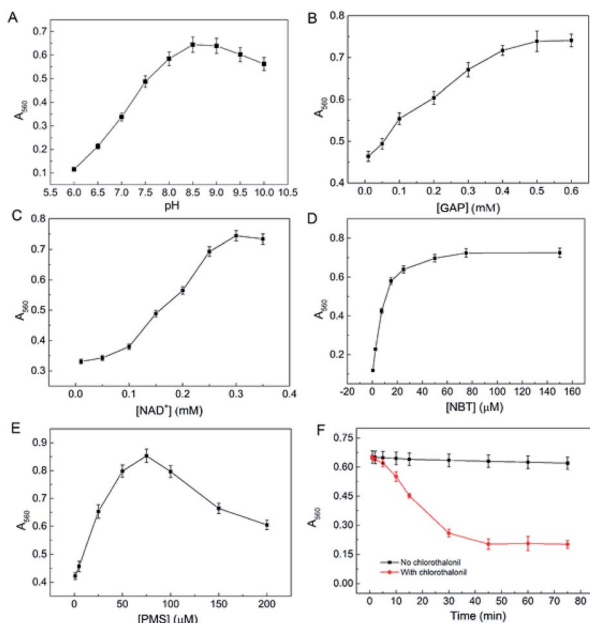 A
B
A560
0.7
0.6
0.5
0.4
0.3
0.2
0.1
5.5 6.0 6.5 7.0 7.5 8.0 8.5 9.0 9.5 10.0 10.5
pH
A560
0.8
0.7
0.6
0.5
0.4
0.0 0.1 0.2 0.3 0.4 0.5 0.6
[GAP] (mM)
C
D
A560
0.8
0.7
0.6
0.5
0.4
0.3
0.0 0.1 0.2 0.3 0.4
[NAD+] (mM)
A560
0.8
0.6
0.4
0.2
-20 0 20 40 60 80 100 120 140 160
[NBT] (µM)
E
F
A560
0.9
0.8
0.7
0.6
0.5
0.4
0 50 100 150 200
[PMS] (µM)
A560
0.75
0.60
0.45
0.30
0.15
0.00
No chlorothalonil
With chlorothalonil
0 10 20 30 40 50 60 70 80
Time (min)